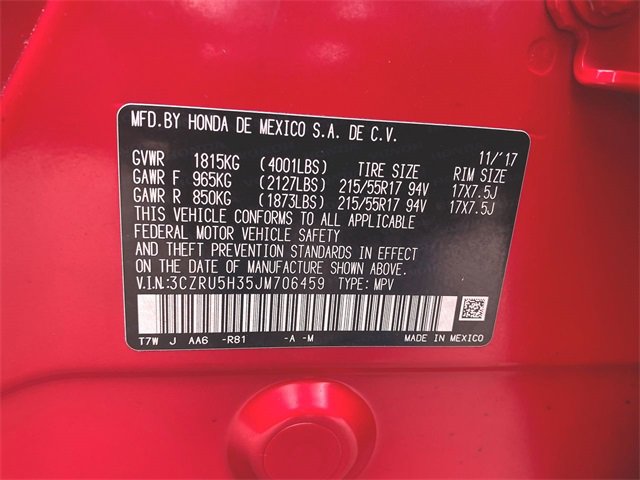 MFD.BY HONDA DE MEXICO S.A. DE C.V.
11/'17
GVWR 1815KG (4001LBS) TIRE SIZE RIM SIZE
GAWR F 965KG (2127LBS) 215/55R17 94V 17X7.5J
GAWR R 850KG (1873LBS) 215/55R17 94V 17X7.5J
THIS VEHICLE CONFORMS TO ALL APPLICABLE
FEDERAL MOTOR VEHICLE SAFETY
AND THEFT PREVENTION STANDARDS IN EFFECT
ON THE DATE OF MANUFACTURE SHOWN ABOVE.
V.I.N.:3CZRU5H35JM706459 TYPE: MPV
T7W J AA6 -R81 -A -M MADE IN MEXICO